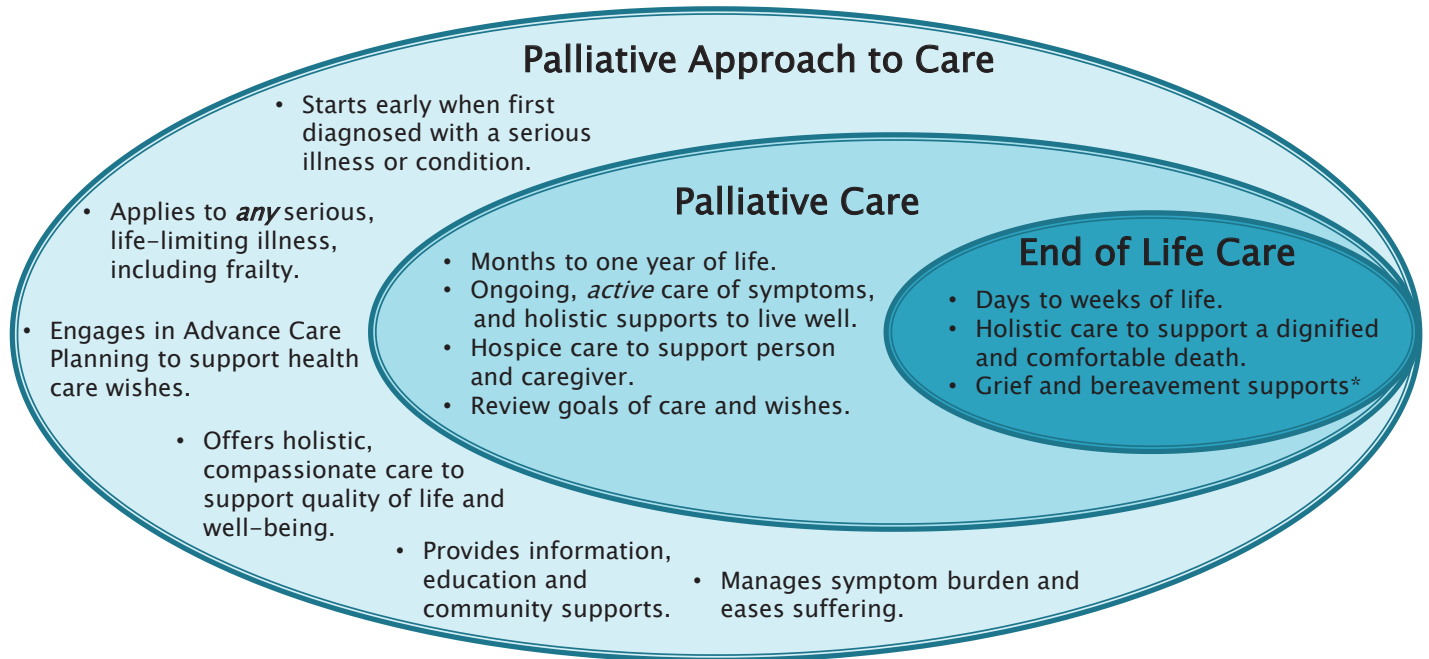 Palliative Approach to Care
• Starts early when first
diagnosed with a serious
illness or condition.
• Applies to any serious,
life-limiting illness,
including frailty.
• Engages in Advance Care
Planning to support health
care wishes.
• Offers holistic,
compassionate care to
support quality of life and
well-being.
• Provides information,
education and
community supports.
• Manages symptom burden and
eases suffering.
Palliative Care
• Months to one year of life.
• Ongoing, active care of symptoms,
and holistic supports to live well.
• Hospice care to support person
and caregiver.
• Review goals of care and wishes.
End of Life Care
• Days to weeks of life.
• Holistic care to support a dignified
and comfortable death.
• Grief and bereavement supports*